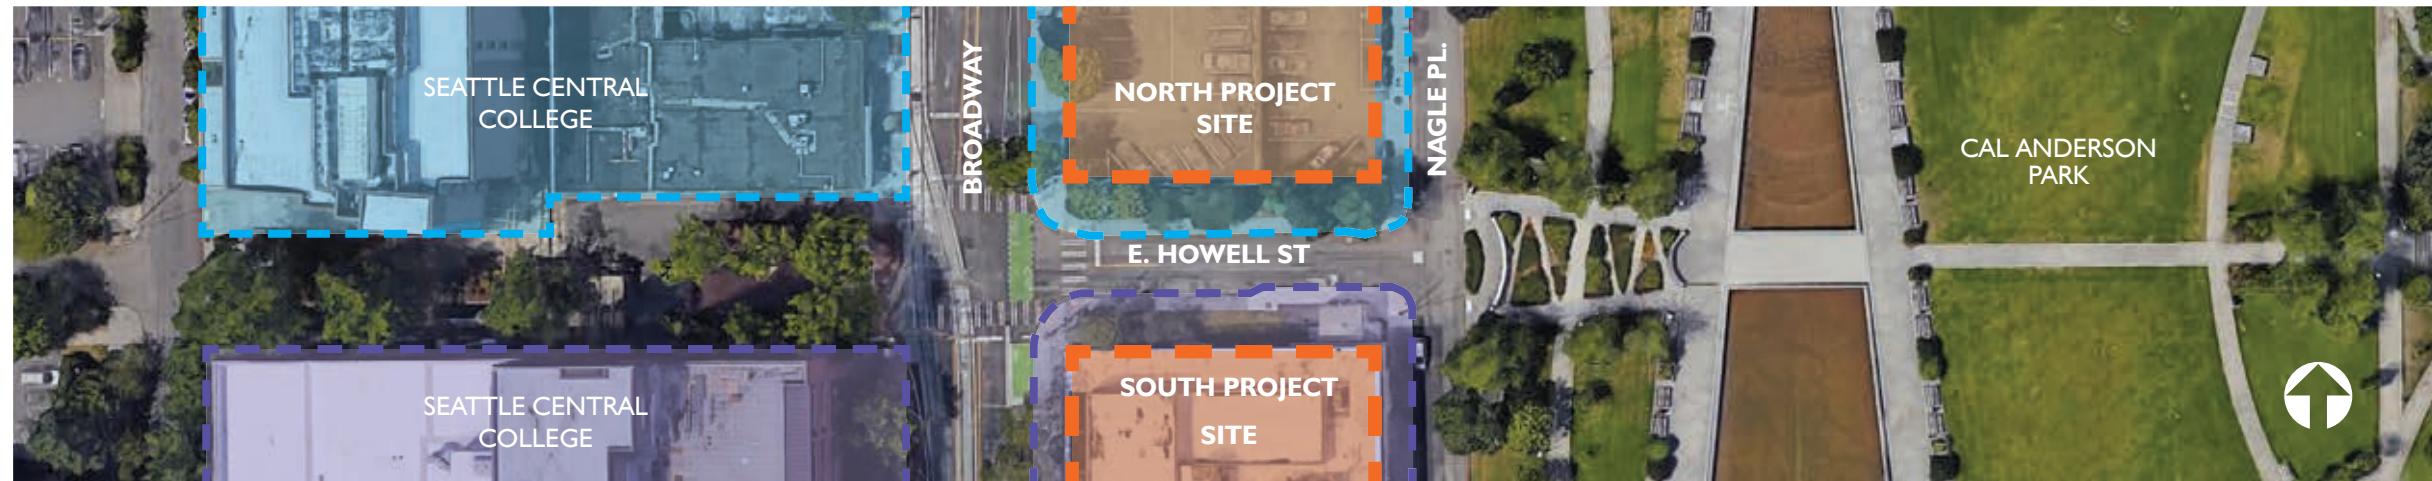 SEATTLE CENTRAL
COLLEGE
BROADWAY
NORTH PROJECT
SITE
NAGLE PL.
CAL ANDERSON
PARK
E. HOWELL ST
SEATTLE CENTRAL
COLLEGE
SOUTH PROJECT
SITE